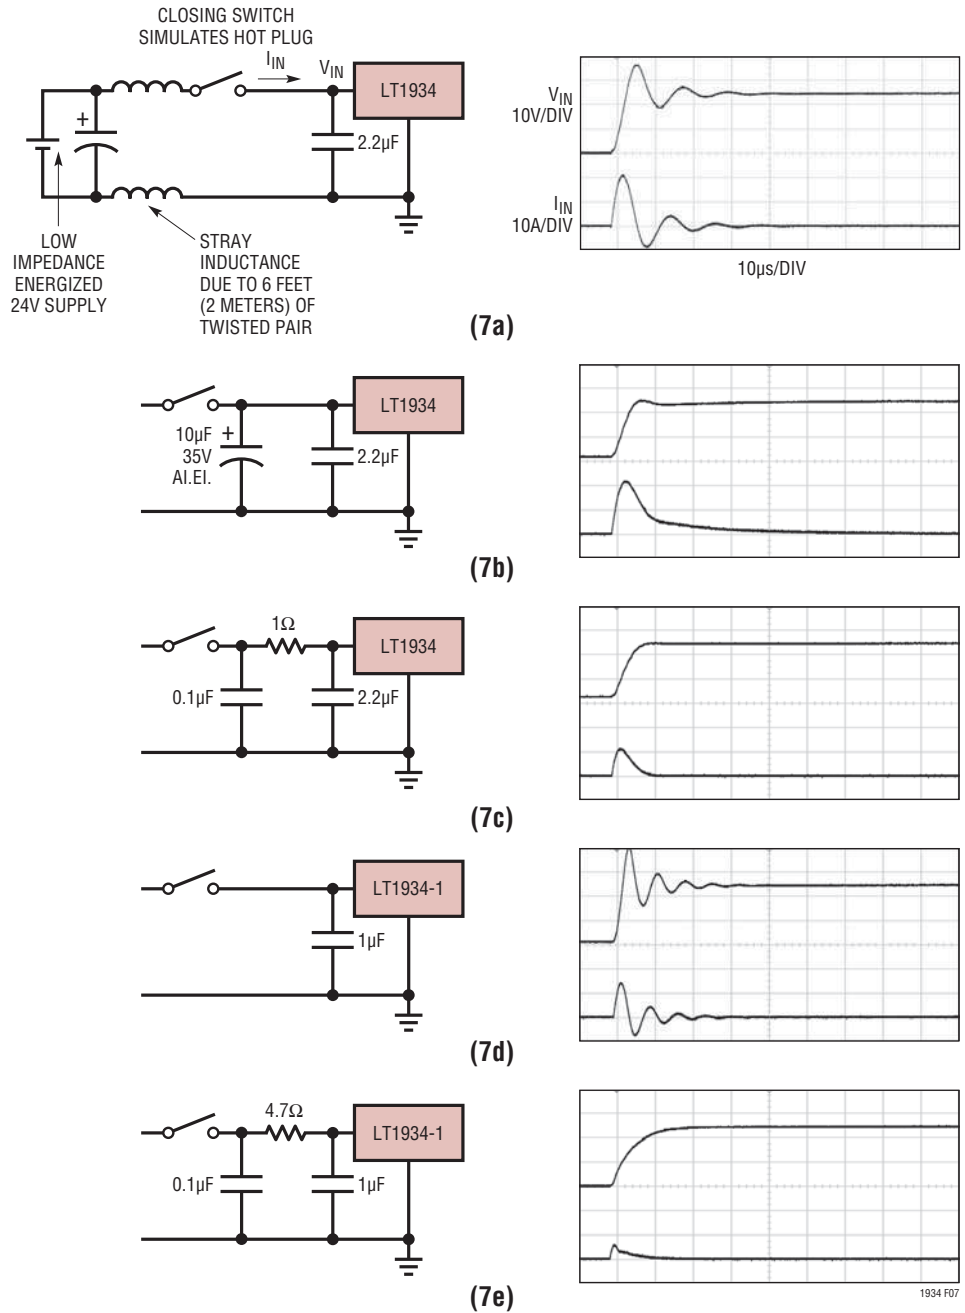 CLOSING SWITCH
SIMULATES HOT PLUG
IIN
VIN
LT1934
+
2.2µF
LOW
IMPEDANCE
ENERGIZED
24V SUPPLY
STRAY
INDUCTANCE
DUE TO 6 FEET
(2 METERS) OF
TWISTED PAIR
VIN
10V/DIV
IIN
10A/DIV
10µs/DIV
(7a)
LT1934
10µF
35V
Al.El.
+
2.2µF
(7b)
1Ω
LT1934
0.1µF
2.2µF
(7c)
LT1934-1
1µF
(7d)
4.7Ω
LT1934-1
0.1µF
1µF
(7e)
1934 F07